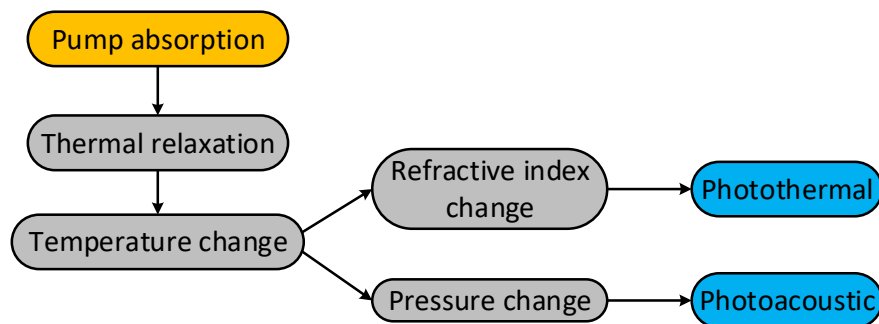 Pump absorption
Thermal relaxation
Temperature change
Refractive index
change
Photothermal
Pressure change
Photoacoustic